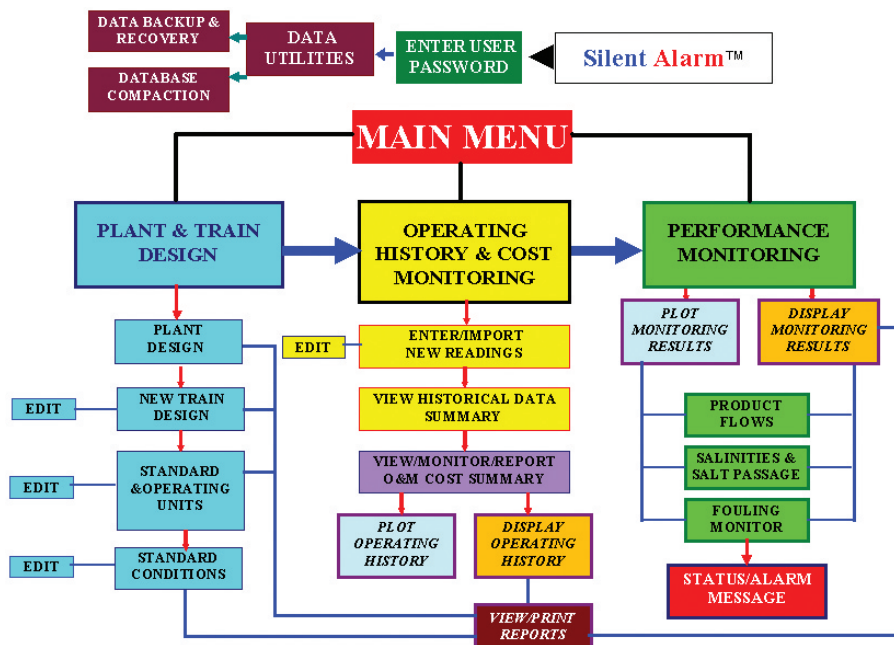 DATA BACKUP &
RECOVERY
DATA
UTILITIES
ENTER USER
PASSWORD
Silent Alarm™
DATABASE
COMPACTION
MAIN MENU
PLANT & TRAIN
DESIGN
OPERATING
HISTORY & COST
MONITORING
PERFORMANCE
MONITORING
PLANT
DESIGN
EDIT
NEW TRAIN
DESIGN
EDIT
STANDARD
&OPERATING
UNITS
EDIT
STANDARD
CONDITIONS
EDIT
ENTER/IMPORT
NEW READINGS
VIEW HISTORICAL DATA
SUMMARY
VIEW/MONITOR/REPORT
O&M COST SUMMARY
PLOT
OPERATING
HISTORY
DISPLAY
OPERATING
HISTORY
VIEW/PRINT
REPORTS
PLOT
MONITORING
RESULTS
DISPLAY
MONITORING
RESULTS
PRODUCT
FLOWS
SALINITIES &
SALT PASSAGE
FOULING
MONITOR
STATUS/ALARM
MESSAGE